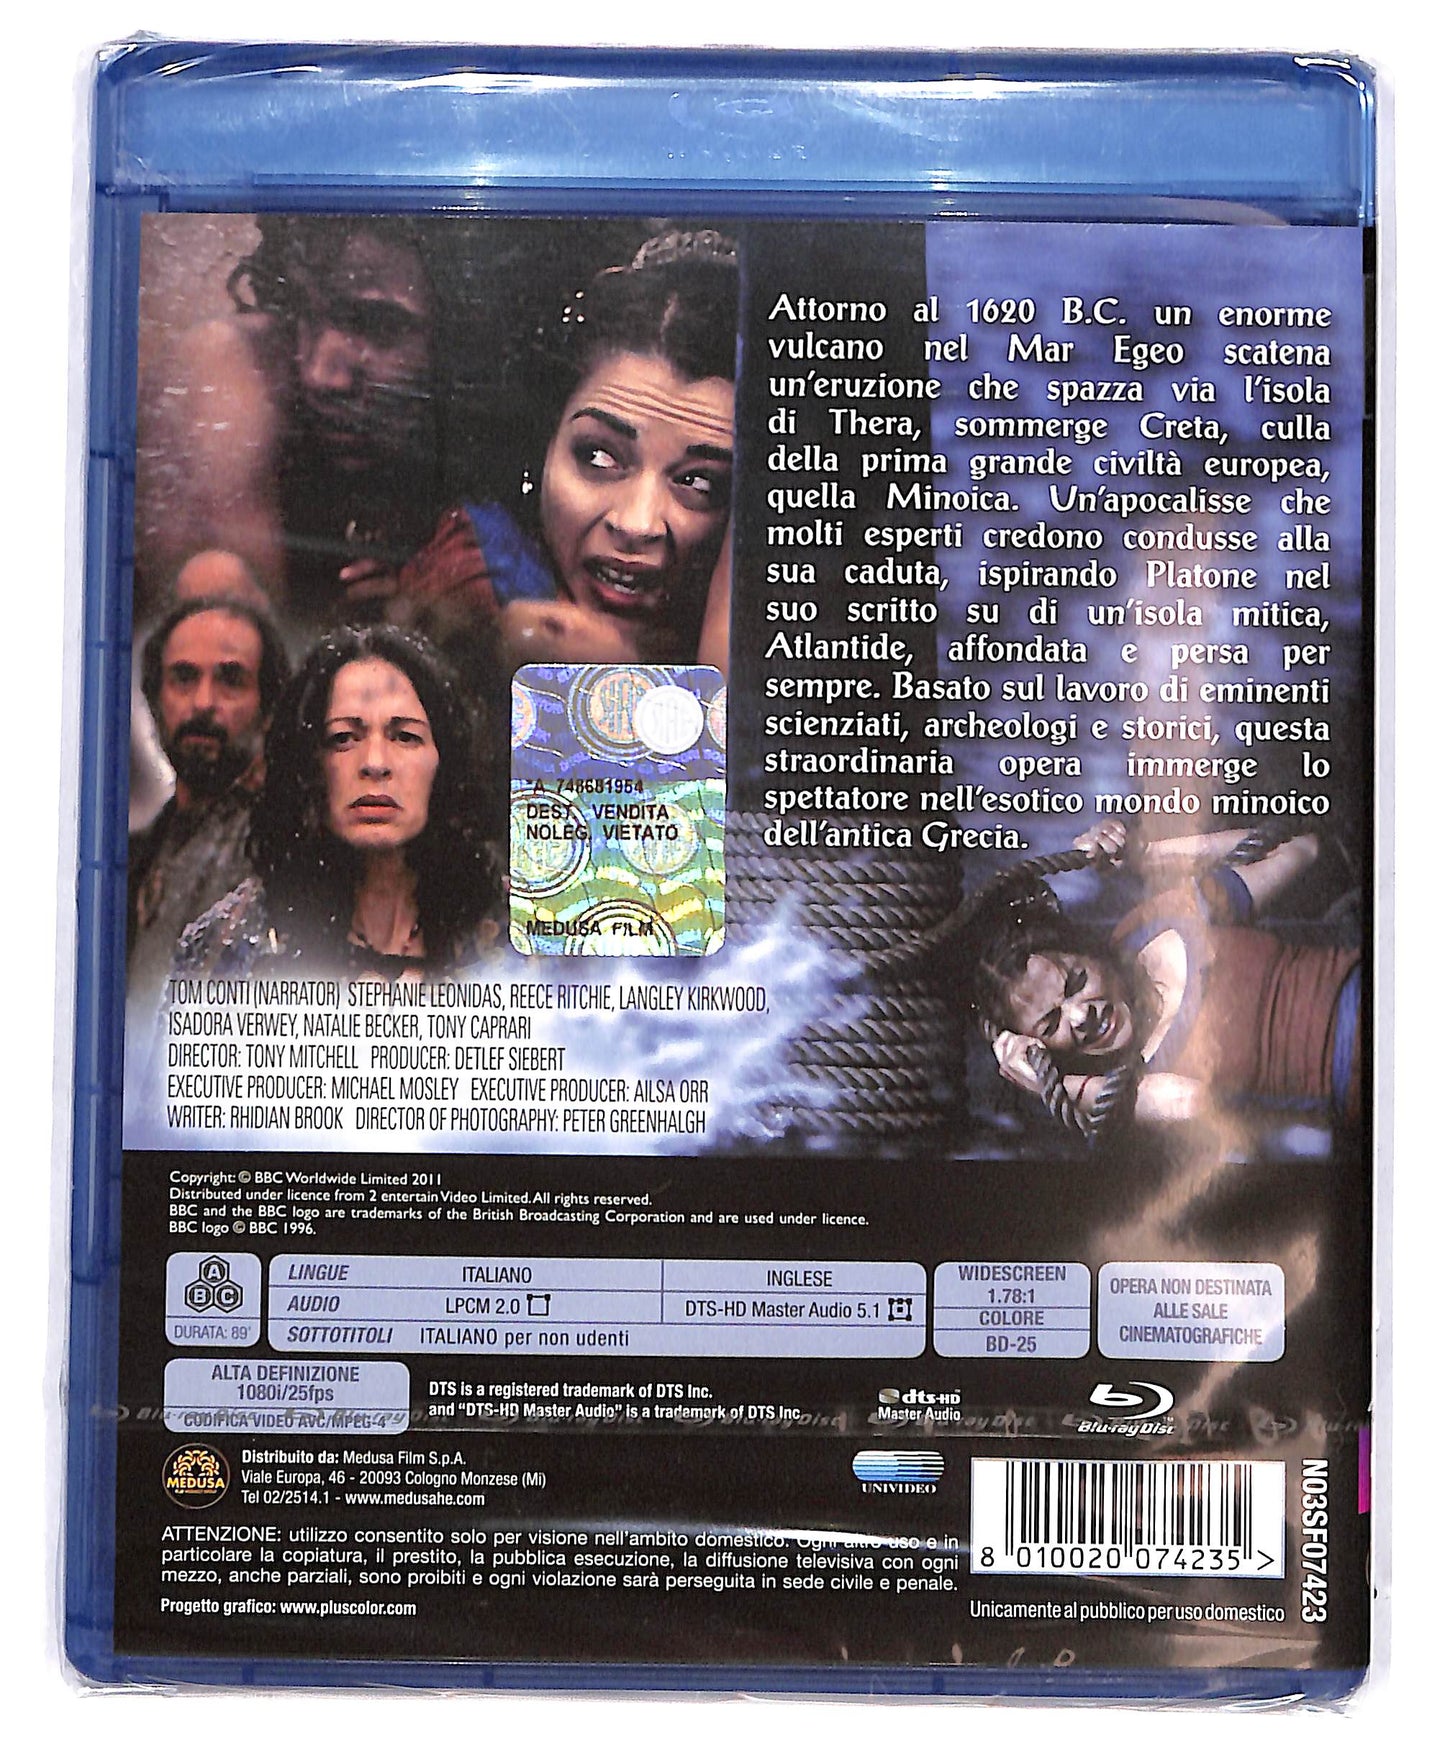 Attorno al 1620 B.C. un enorme
vulcano nel Mar Egeo scatena
un'eruzione che spazza via l'isola
di Thera, sommerge Creta, culla
della prima grande civiltà europea,
quella Minoica. Un'apocalisse che
molti esperti credono condusse alla
sua caduta, ispirando Platone nel
suo scritto su di un'isola mitica,
Atlantide, affondata e persa per
sempre. Basato sul lavoro di eminenti
scienziati, archeologi e storici, questa
straordinaria opera immerge lo
spettatore nell'esotico mondo minoico
dell'antica Grecia.
*A 748681954
DEST. VENDITA
NOLEG. VIETATO
MEDUSA FILM
TOM CONTI (NARRATOR) STEPHANIE LEONIDAS, REECE RITCHIE, LANGLEY KIRKWOOD,
ISADORA VERWEY, NATALIE BECKER, TONY CAPRARI
DIRECTOR: TONY MITCHELL PRODUCER: DETLEF SIEBERT
EXECUTIVE PRODUCER: MICHAEL MOSLEY EXECUTIVE PRODUCER: AILSA ORR
WRITER: RHIDIAN BROOK DIRECTOR OF PHOTOGRAPHY: PETER GREENHALGH
Copyright: © BBC Worldwide Limited 2011
Distributed under licence from 2 entertain Video Limited. All rights reserved.
BBC and the BBC logo are trademarks of the British Broadcasting Corporation and are used under licence.
BBC logo © BBC 1996.
A
B C
DURATA: 89'
LINGUE ITALIANO INGLESE
AUDIO LPCM 2.0 DTS-HD Master Audio 5.1
SOTTOTITOLI ITALIANO per non udenti
WIDESCREEN
1.78:1
COLORE
BD-25
OPERA NON DESTINATA
ALLE SALE
CINEMATOGRAFICHE
ALTA DEFINIZIONE
1080i/25fps
CODIFICA VIDEO AVC/MPEG-4
DTS is a registered trademark of DTS Inc.
and "DTS-HD Master Audio" is a trademark of DTS Inc.
dts-HD
Master Audio
Blu-ray Disc™
MEDUSA
Distribuito da: Medusa Film S.p.A.
Viale Europa, 46 - 20093 Cologno Monzese (Mi)
Tel 02/2514.1 - www.medusahe.com
UNIVIDEO
ATTENZIONE: utilizzo consentito solo per visione nell'ambito domestico. Ogni altro uso e in
particolare la copiatura, il prestito, la pubblica esecuzione, la diffusione televisiva con ogni
mezzo, anche parziali, sono proibiti e ogni violazione sarà perseguita in sede civile e penale.
Progetto grafico: www.pluscolor.com
8 010020 074235 >
Unicamente al pubblico per uso domestico
N03SF07423